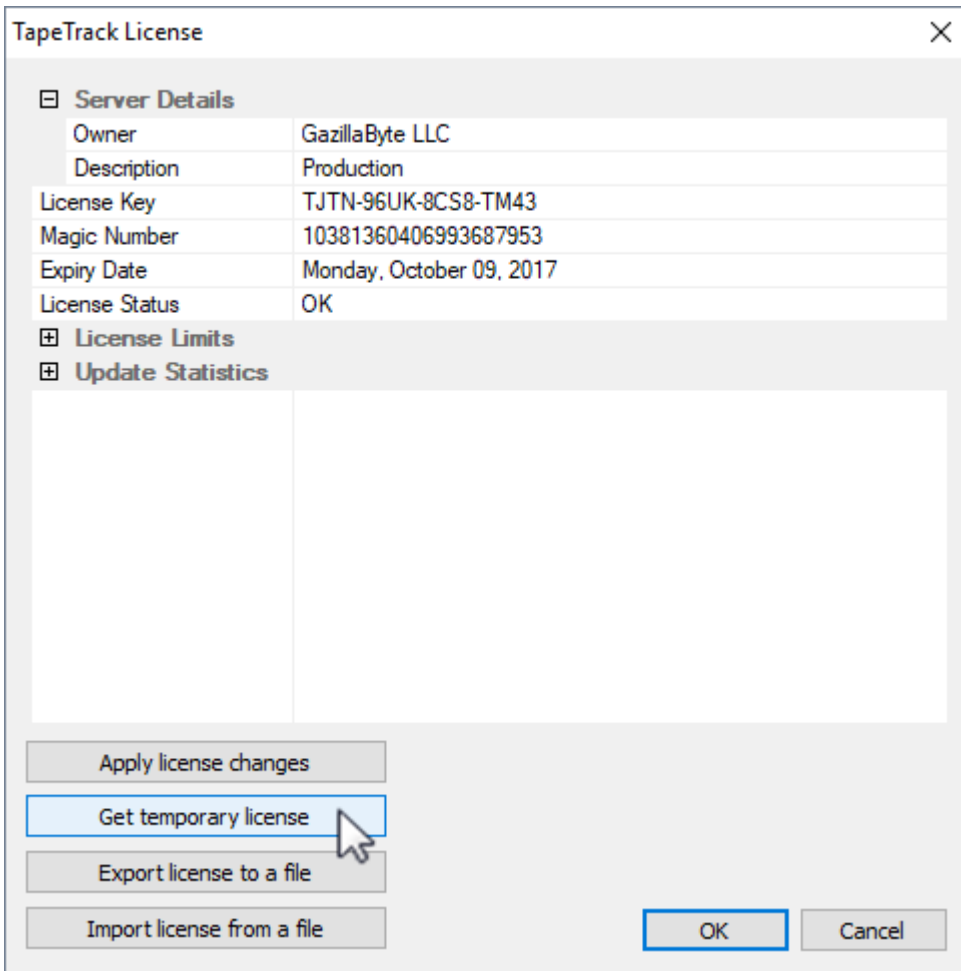 TapeTrack License
Server Details
Owner GazillaByte LLC
Description Production
License Key TJTN-96UK-8CS8-TM43
Magic Number 10381360406993687953
Expiry Date Monday, October 09, 2017
License Status OK
License Limits
Update Statistics
Apply license changes
Get temporary license
Export license to a file
Import license from a file
OK Cancel